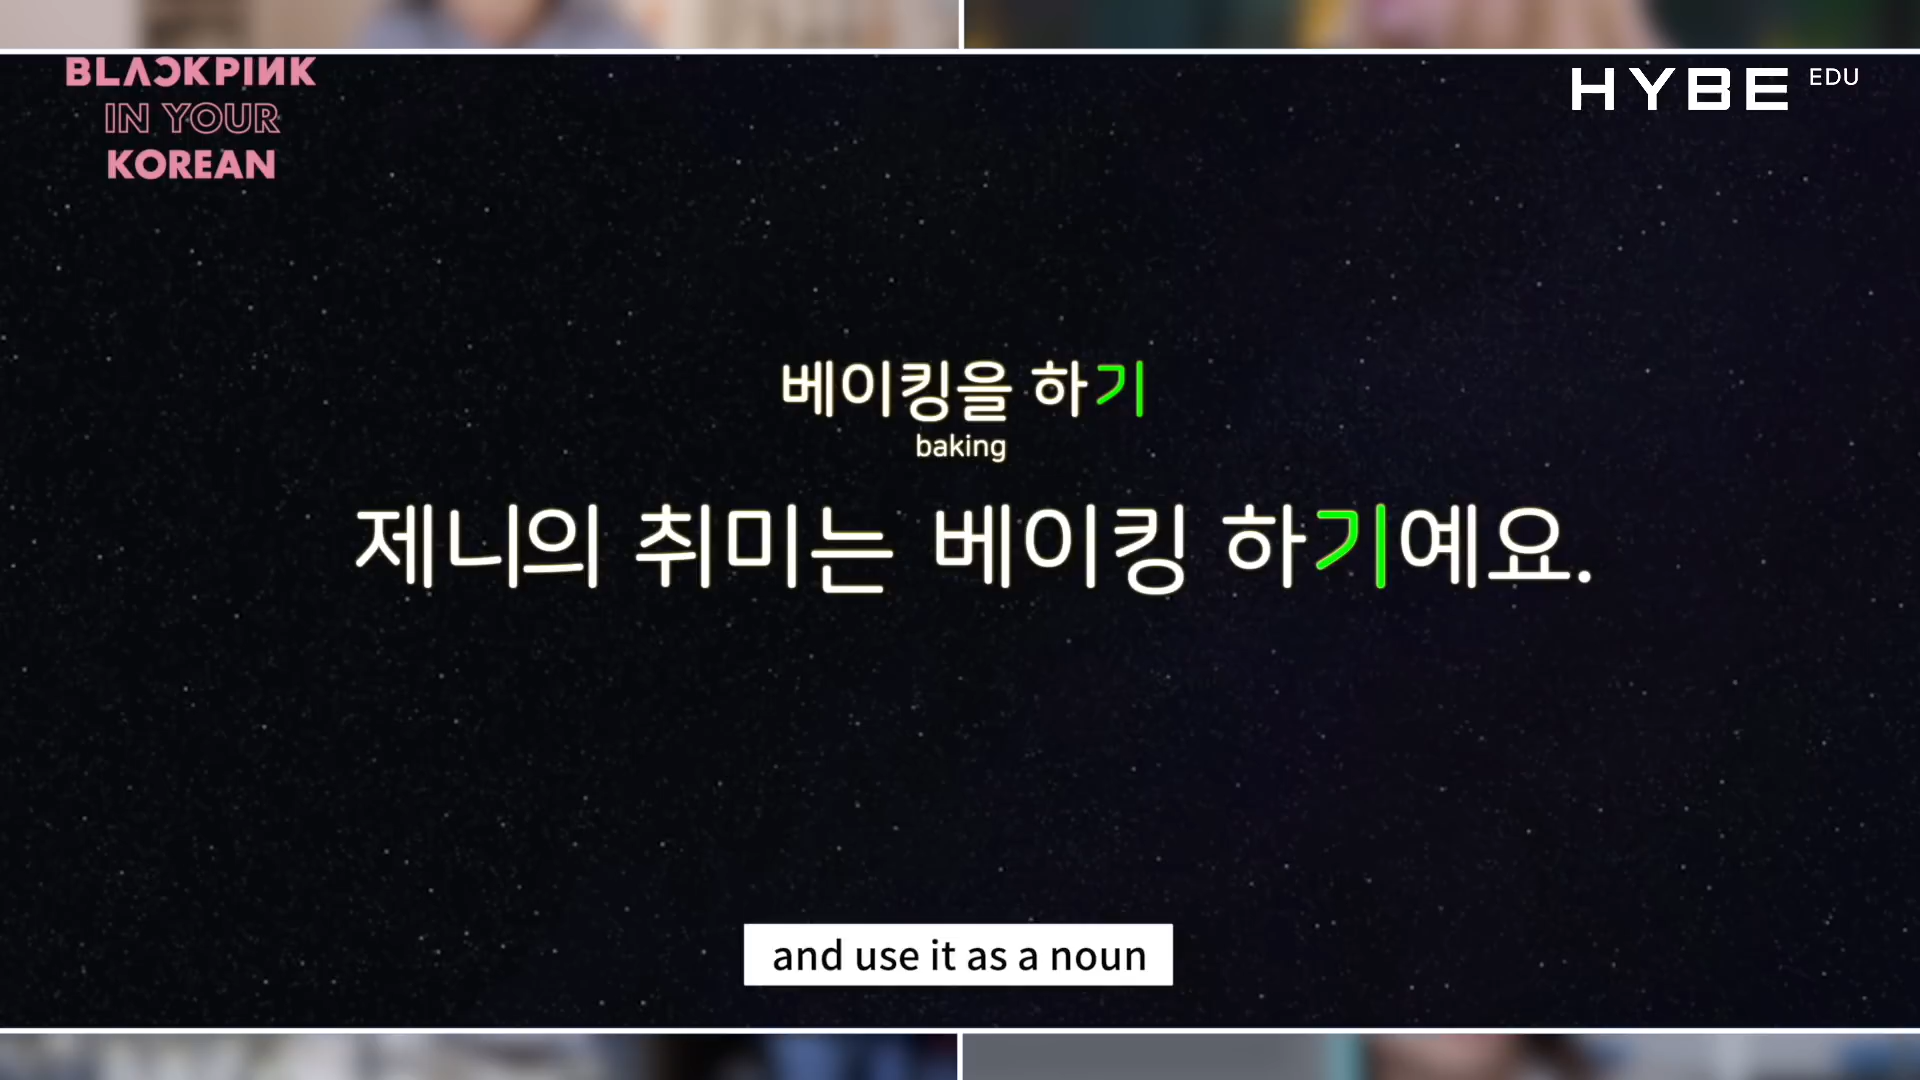 BLACKPINK
IN YOUR
KOREAN
HYBE EDU
베이킹을 하기
baking
제니의 취미는 베이킹 하기예요.
and use it as a noun